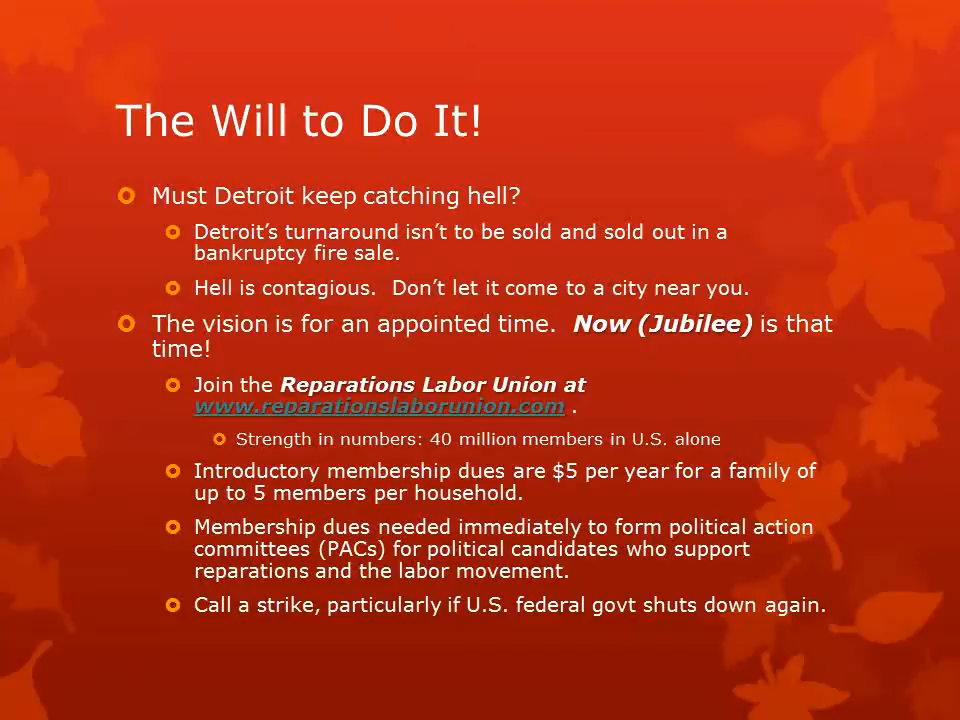 The Will to Do It!
Must Detroit keep catching hell?
Detroit’s turnaround isn’t to be sold and sold out in a
bankruptcy fire sale.
Hell is contagious.  Don’t let it come to a city near you.
The vision is for an appointed time.  Now (Jubilee) is that
time!
Join the Reparations Labor Union at
www.reparationslaborunion.com .
Strength in numbers: 40 million members in U.S. alone
Introductory membership dues are $5 per year for a family of
up to 5 members per household.
Membership dues needed immediately to form political action
committees (PACs) for political candidates who support
reparations and the labor movement.
Call a strike, particularly if U.S. federal govt shuts down again.